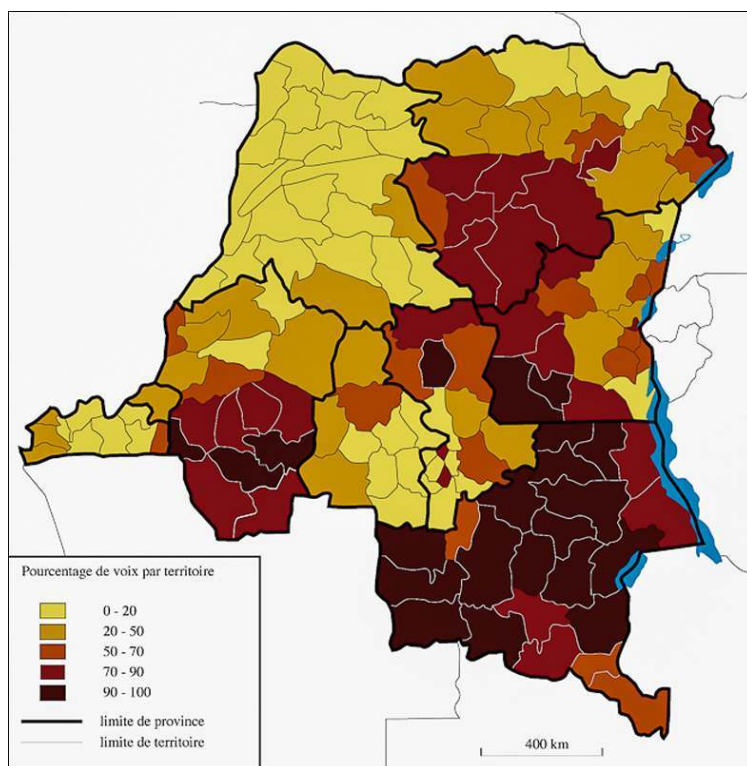 Pourcentage de voix par territoire
0 - 20
20 - 50
50 - 70
70 - 90
90 - 100
limite de province
limite de territoire
400 km